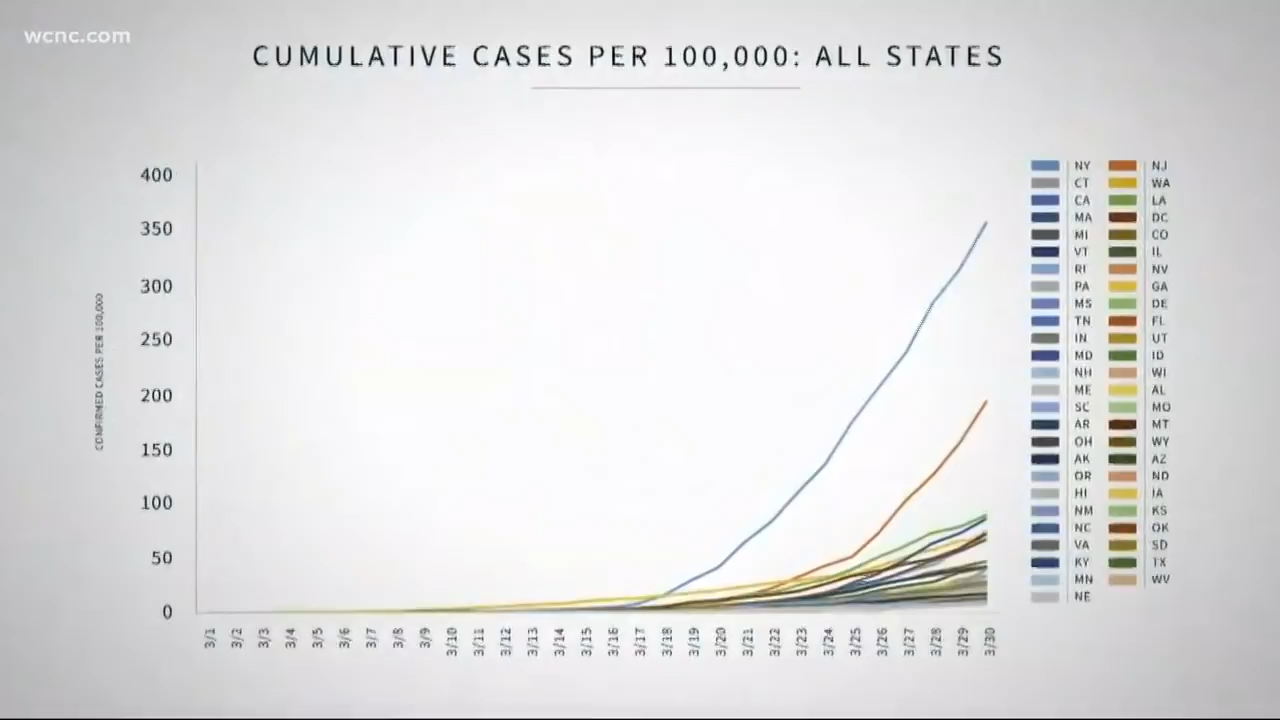 wcnc.com
CUMULATIVE CASES PER 100,000: ALL STATES
400
350
300
250
200
150
100
50
0
CONFIRMED CASES PER 100,000
3/1 3/2 3/3 3/4 3/5 3/6 3/7 3/8 3/9 3/10 3/11 3/12 3/13 3/14 3/15 3/16 3/17 3/18 3/19 3/20 3/21 3/22 3/23 3/24 3/25 3/26 3/27 3/28 3/29 3/30
NY NJ
CT WA
CA LA
MA DC
MI CO
VT IL
RI NV
PA GA
MS DE
TN FL
IN UT
MD ID
NH WI
ME AL
SC MO
AR MT
OH WY
AK AZ
OR ND
HI IA
NM KS
NC OK
VA SD
KY TX
MN WV
NE